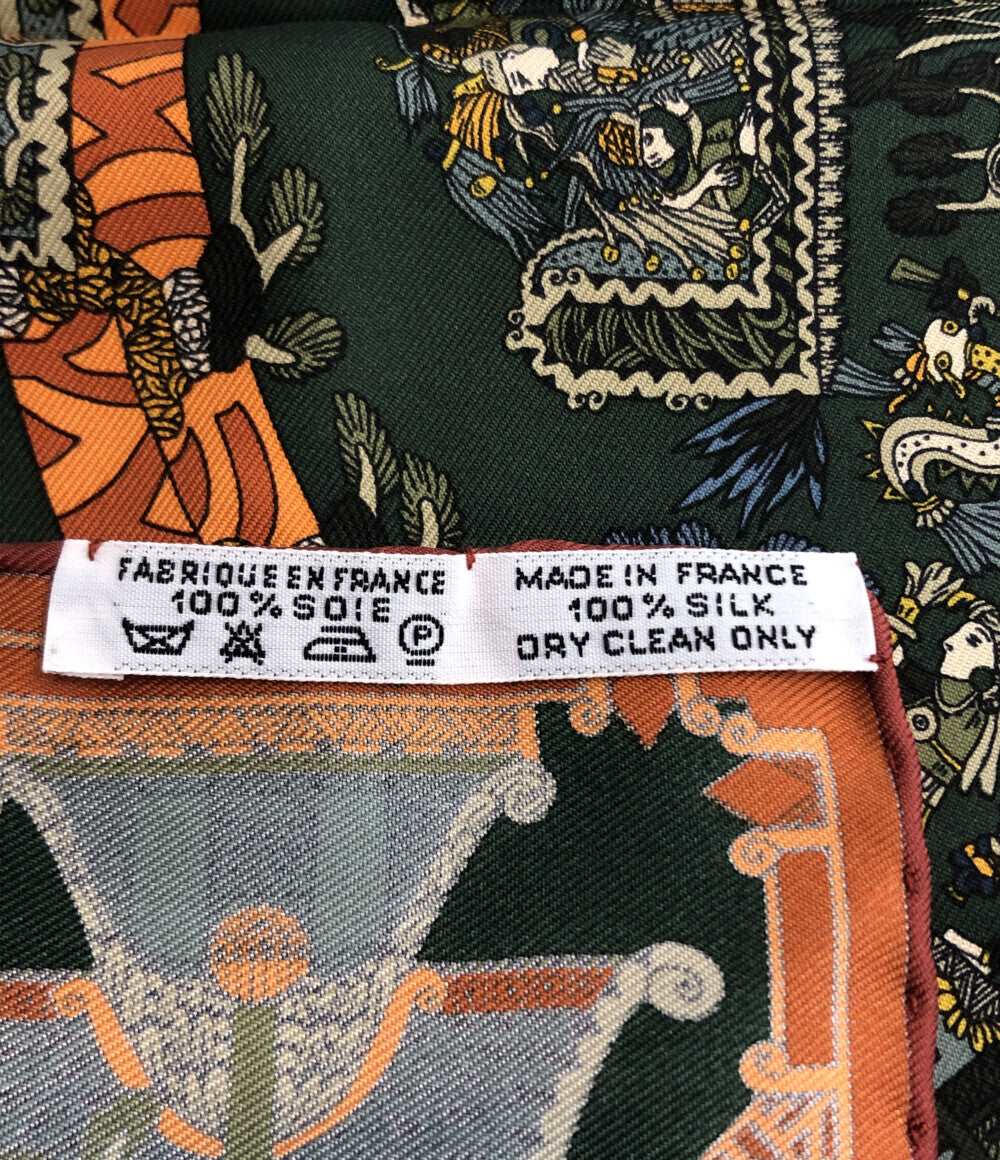 FABRIQUE EN FRANCE
100% SOIE
P
MADE IN FRANCE
100% SILK
DRY CLEAN ONLY